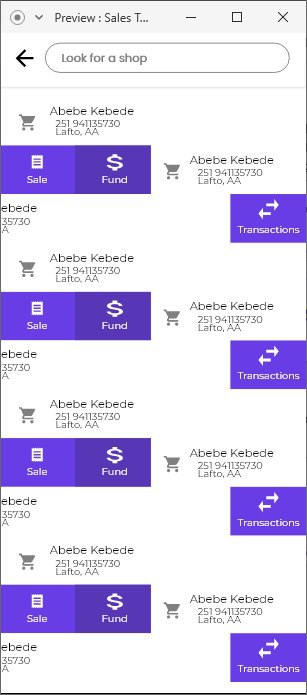 Preview : Sales T...
Look for a shop
Abebe Kebede
251 941135730
Lafto, AA
Sale
Fund
Abebe Kebede
251 941135730
Lafto, AA
ebede
35730
A
Transactions
Abebe Kebede
251 941135730
Lafto, AA
Sale
Fund
Abebe Kebede
251 941135730
Lafto, AA
ebede
35730
A
Transactions
Abebe Kebede
251 941135730
Lafto, AA
Sale
Fund
Abebe Kebede
251 941135730
Lafto, AA
ebede
35730
A
Transactions
Abebe Kebede
251 941135730
Lafto, AA
Sale
Fund
Abebe Kebede
251 941135730
Lafto, AA
ebede
35730
A
Transactions